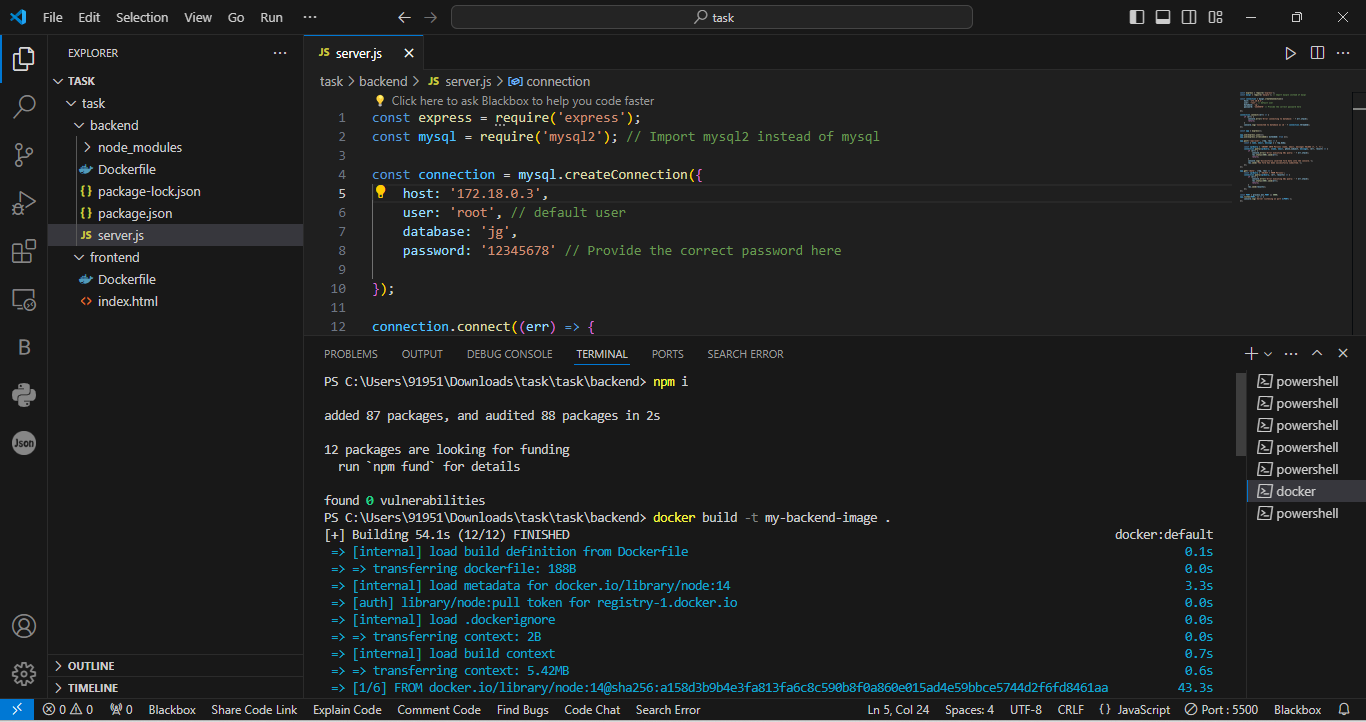 File Edit Selection View Go Run ··· task
EXPLORER ···
TASK
task
backend
node_modules
Dockerfile
{} package-lock.json
{} package.json
JS server.js
frontend
Dockerfile
<> index.html
OUTLINE
TIMELINE
B
Json
JS server.js
task > backend > JS server.js > connection
Click here to ask Blackbox to help you code faster
1 const express = require('express');
2 const mysql = require('mysql2'); // Import mysql2 instead of mysql
3
4 const connection = mysql.createConnection({
5 host: '172.18.0.3',
6 user: 'root', // default user
7 database: 'jg',
8 password: '12345678' // Provide the correct password here
9
10 });
11
12 connection.connect((err) => {
PROBLEMS OUTPUT DEBUG CONSOLE TERMINAL PORTS SEARCH ERROR
PS C:\Users\91951\Downloads\task\task\backend> npm i
added 87 packages, and audited 88 packages in 2s
12 packages are looking for funding
run `npm fund` for details
found 0 vulnerabilities
PS C:\Users\91951\Downloads\task\task\backend> docker build -t my-backend-image .
[+] Building 54.1s (12/12) FINISHED docker:default
=> [internal] load build definition from Dockerfile 0.1s
=> => transferring dockerfile: 188B 0.0s
=> [internal] load metadata for docker.io/library/node:14 3.3s
=> [auth] library/node:pull token for registry-1.docker.io 0.0s
=> [internal] load .dockerignore 0.0s
=> => transferring context: 2B 0.0s
=> [internal] load build context 0.7s
=> => transferring context: 5.42MB 0.6s
=> [1/6] FROM docker.io/library/node:14@sha256:a158d3b9b4e3fa813fa6c8c590b8f0a860e015ad4e59bbce5744d2f6fd8461aa 43.3s
powershell
powershell
powershell
powershell
powershell
docker
powershell
0 0 0 Blackbox Share Code Link Explain Code Comment Code Find Bugs Code Chat Search Error Ln 5, Col 24 Spaces: 4 UTF-8 CRLF {} JavaScript Port : 5500 Blackbox